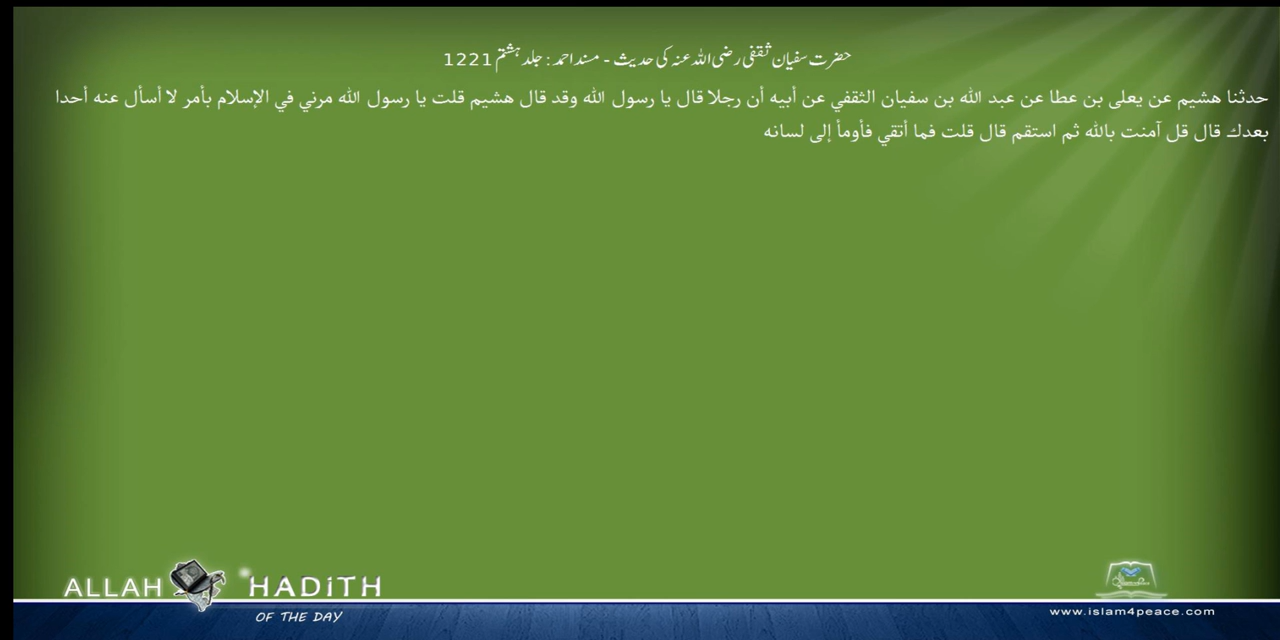 حضرت سفیان ثقفی رضی اللہ عنہ کی حدیث - مسند احمد : جلد ہشتم 1221
حدثنا هشيم عن يعلى بن عطا عن عبد الله بن سفيان الثقفي عن أبيه أن رجلا قال يا رسول الله وقد قال هشيم قلت يا رسول الله مرني في الإسلام بأمر لا أسأل عنه أحدا
بعدك قال قل آمنت بالله ثم استقم قال قلت فما أتقي فأومأ إلى لسانه
ALLAH HADITH
OF THE DAY
www.islam4peace.com